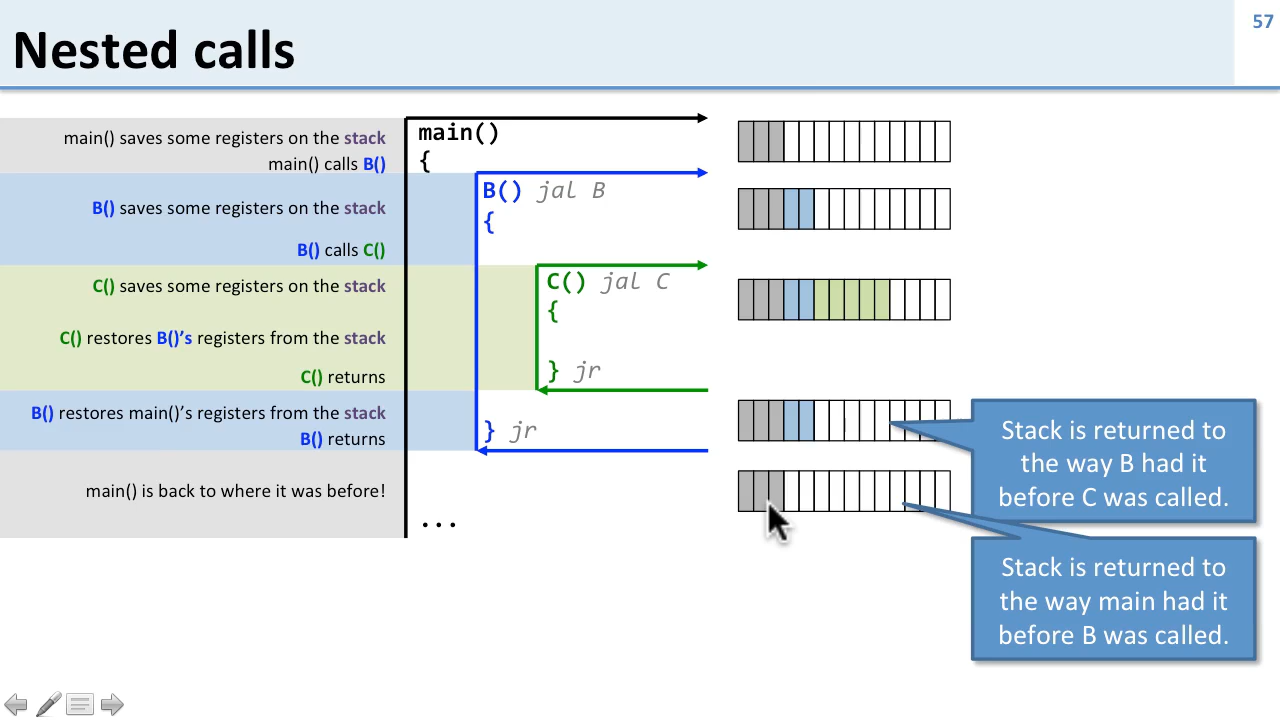 57
Nested calls
main() saves some registers on the stack
main() calls B()
B() saves some registers on the stack
B() calls C()
C() saves some registers on the stack
C() restores B()’s registers from the stack
C() returns
B() restores main()’s registers from the stack
B() returns
main() is back to where it was before!
main()
{
B() jal B
{
C() jal C
{
} jr
} jr
...
Stack is returned to
the way B had it
before C was called.
Stack is returned to
the way main had it
before B was called.